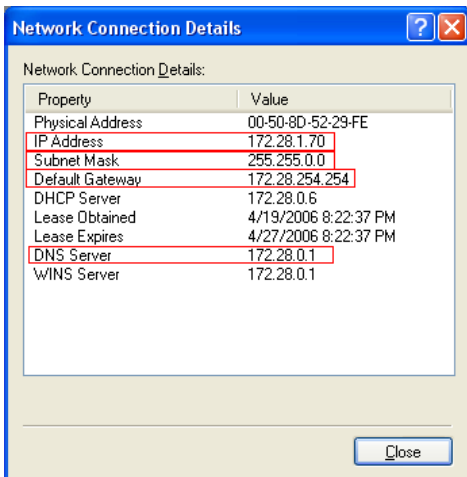 Network Connection Details
Network Connection Details:
Property Value
Physical Address 00-50-8D-52-29-FE
IP Address 172.28.1.70
Subnet Mask 255.255.0.0
Default Gateway 172.28.254.254
DHCP Server 172.28.0.6
Lease Obtained 4/19/2006 8:22:37 PM
Lease Expires 4/27/2006 8:22:37 PM
DNS Server 172.28.0.1
WINS Server 172.28.0.1
Close